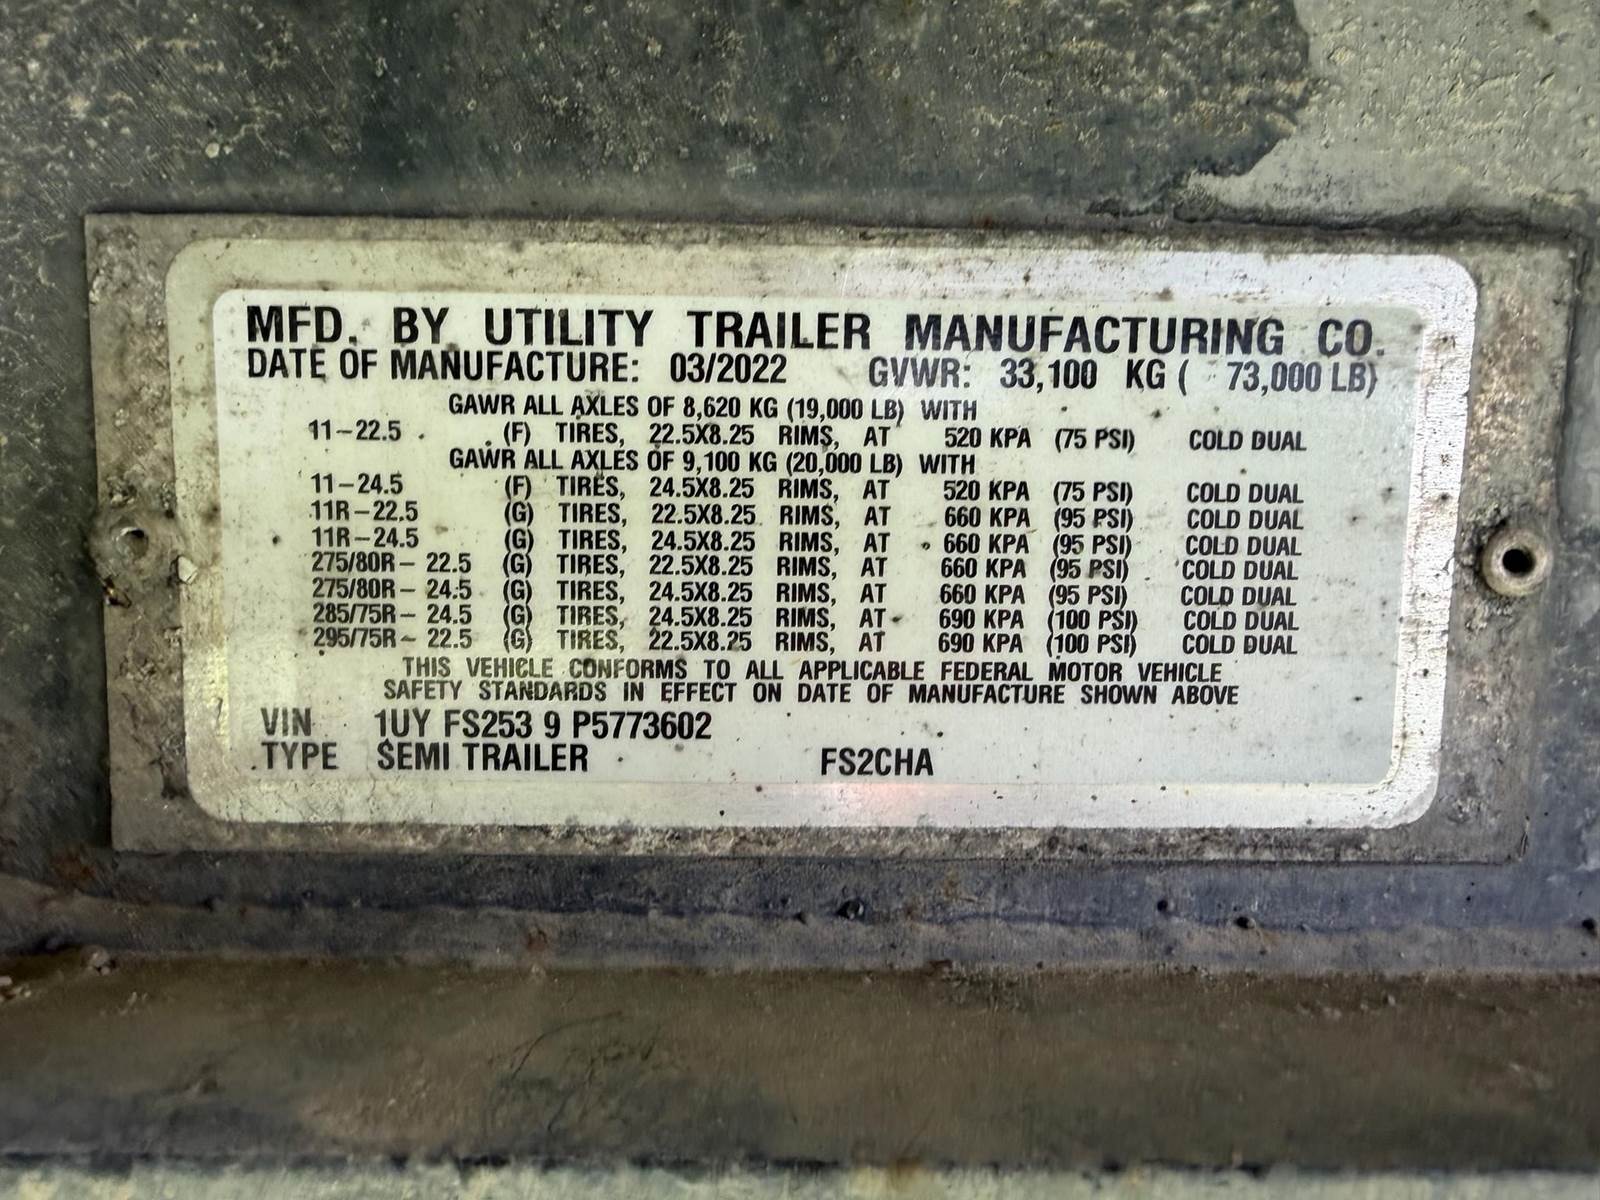 MFD. BY UTILITY TRAILER MANUFACTURING CO.
DATE OF MANUFACTURE: 03/2022 GVWR: 33,100 KG ( 73,000 LB)
GAWR ALL AXLES OF 8,620 KG (19,000 LB) WITH
11-22.5 (F) TIRES, 22.5X8.25 RIMS, AT 520 KPA (75 PSI) COLD DUAL
GAWR ALL AXLES OF 9,100 KG (20,000 LB) WITH
11-24.5 (F) TIRES, 24.5X8.25 RIMS, AT 520 KPA (75 PSI) COLD DUAL
11R-22.5 (G) TIRES, 22.5X8.25 RIMS, AT 660 KPA (95 PSI) COLD DUAL
11R-24.5 (G) TIRES, 24.5X8.25 RIMS, AT 660 KPA (95 PSI) COLD DUAL
275/80R- 22.5 (G) TIRES, 22.5X8.25 RIMS, AT 660 KPA (95 PSI) COLD DUAL
275/80R- 24.5 (G) TIRES, 24.5X8.25 RIMS, AT 660 KPA (95 PSI) COLD DUAL
285/75R- 24.5 (G) TIRES, 24.5X8.25 RIMS, AT 690 KPA (100 PSI) COLD DUAL
295/75R- 22.5 (G) TIRES, 22.5X8.25 RIMS, AT 690 KPA (100 PSI) COLD DUAL
THIS VEHICLE CONFORMS TO ALL APPLICABLE FEDERAL MOTOR VEHICLE
SAFETY STANDARDS IN EFFECT ON DATE OF MANUFACTURE SHOWN ABOVE
VIN 1UY FS253 9 P5773602
TYPE SEMI TRAILER FS2CHA